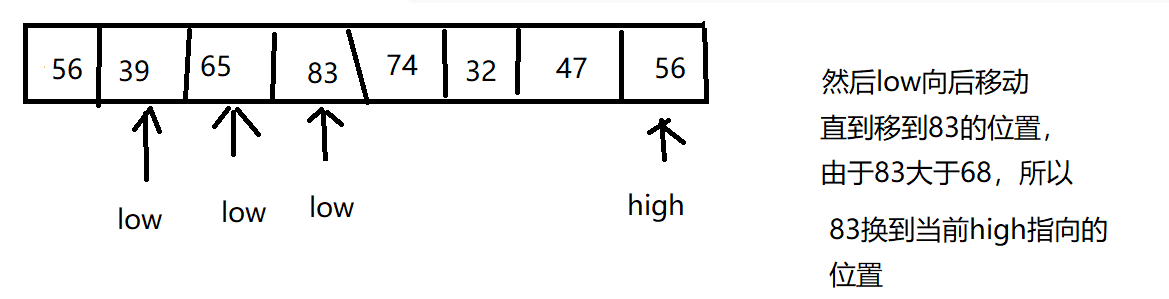 56 39 65 83 74 32 47 56
low low low high
然后low向后移动
直到移到83的位置，
由于83大于68，所以
83换到当前high指向的
位置